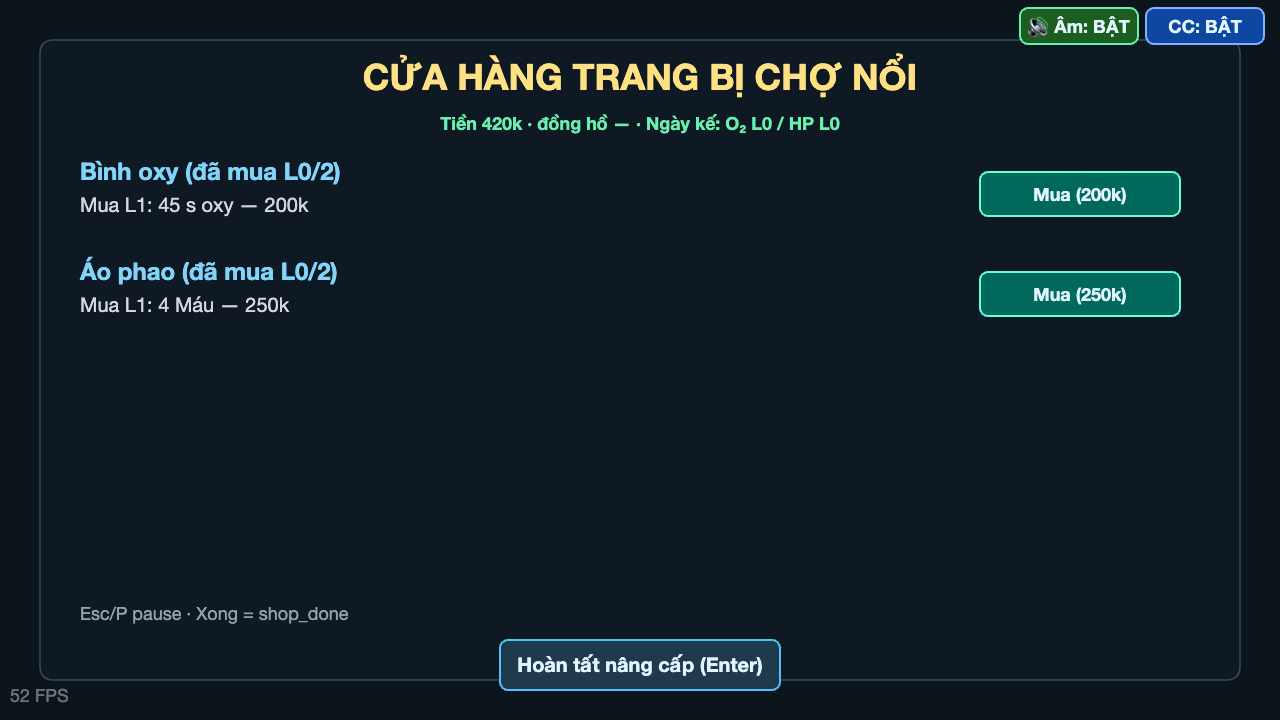 🔊 Âm: BẬT
CC: BẬT
CỬA HÀNG TRANG BỊ CHỢ NỔI
Tiền 420k · đồng hồ — · Ngày kế: O₂ L0 / HP L0
Bình oxy (đã mua L0/2)
Mua L1: 45 s oxy — 200k
Mua (200k)
Áo phao (đã mua L0/2)
Mua L1: 4 Máu — 250k
Mua (250k)
Esc/P pause · Xong = shop_done
Hoàn tất nâng cấp (Enter)
52 FPS